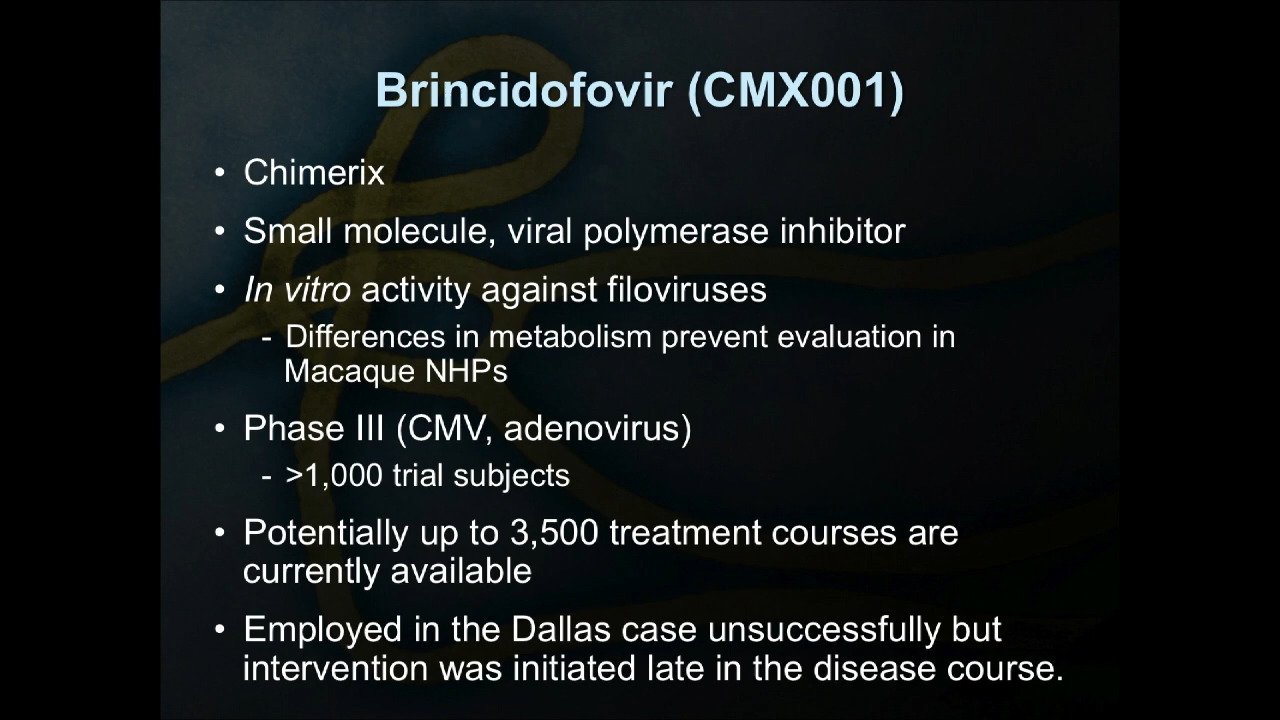 Brincidofovir (CMX001)
• Chimerix
• Small molecule, viral polymerase inhibitor
• In vitro activity against filoviruses
- Differences in metabolism prevent evaluation in
Macaque NHPs
• Phase III (CMV, adenovirus)
- >1,000 trial subjects
• Potentially up to 3,500 treatment courses are
currently available
• Employed in the Dallas case unsuccessfully but
intervention was initiated late in the disease course.